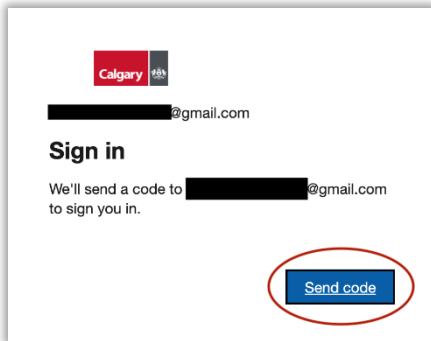 Calgary
@gmail.com
Sign in
We'll send a code to @gmail.com
to sign you in.
Send code